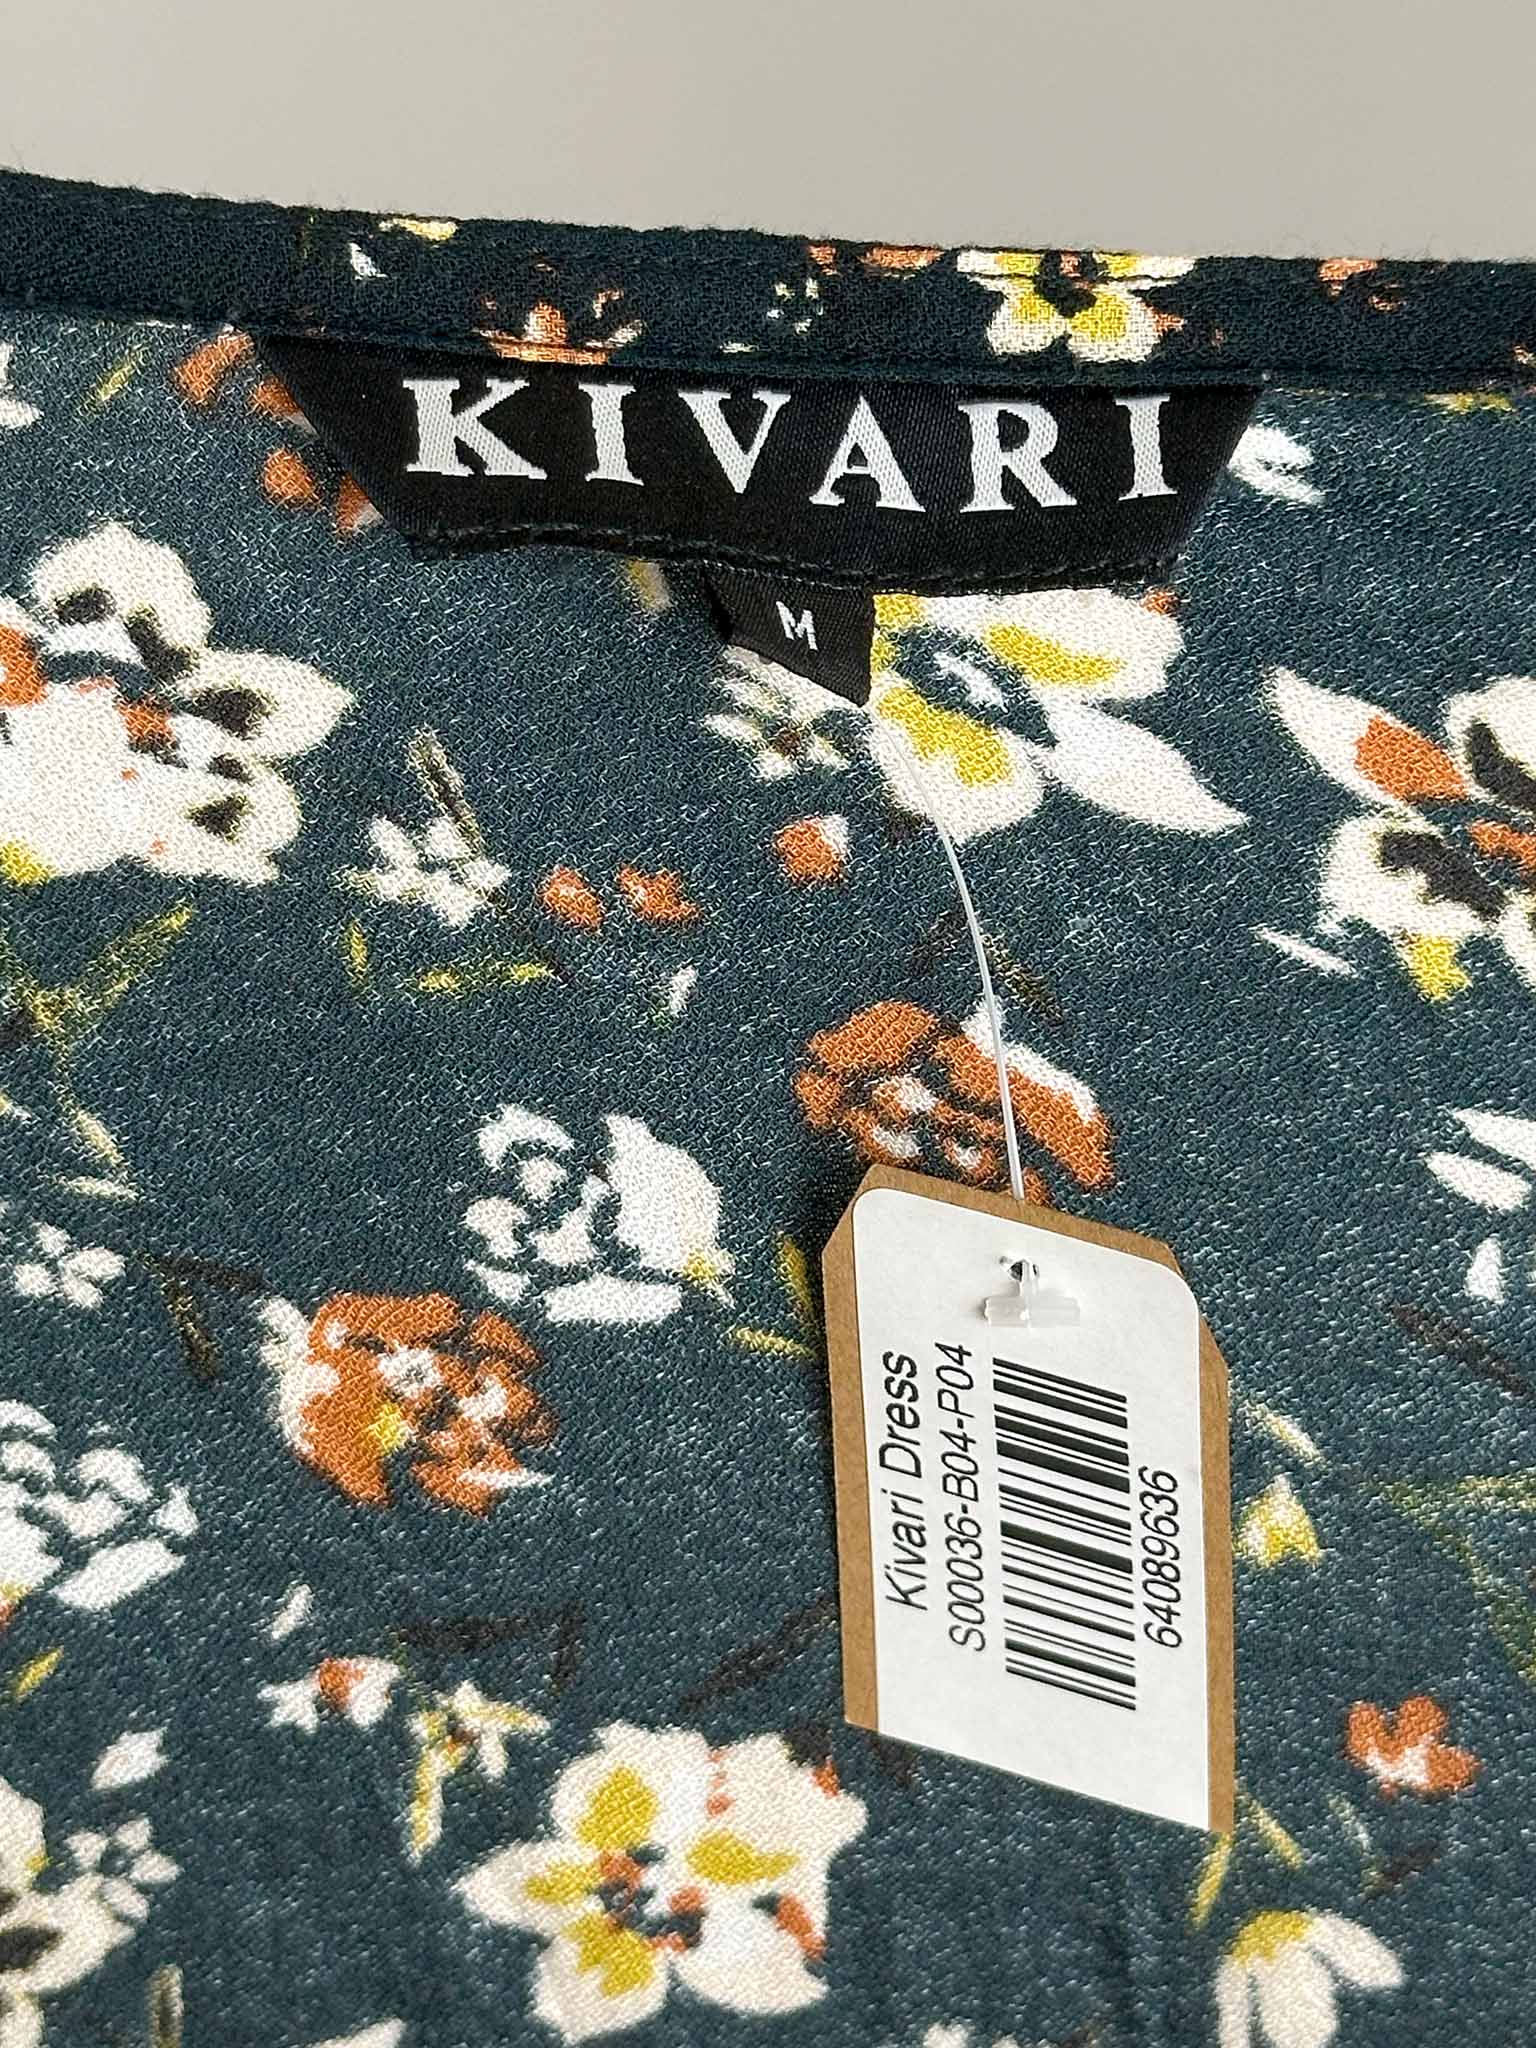 KIVARI
M
Kivari Dress
S00036-B04-P04
64089636